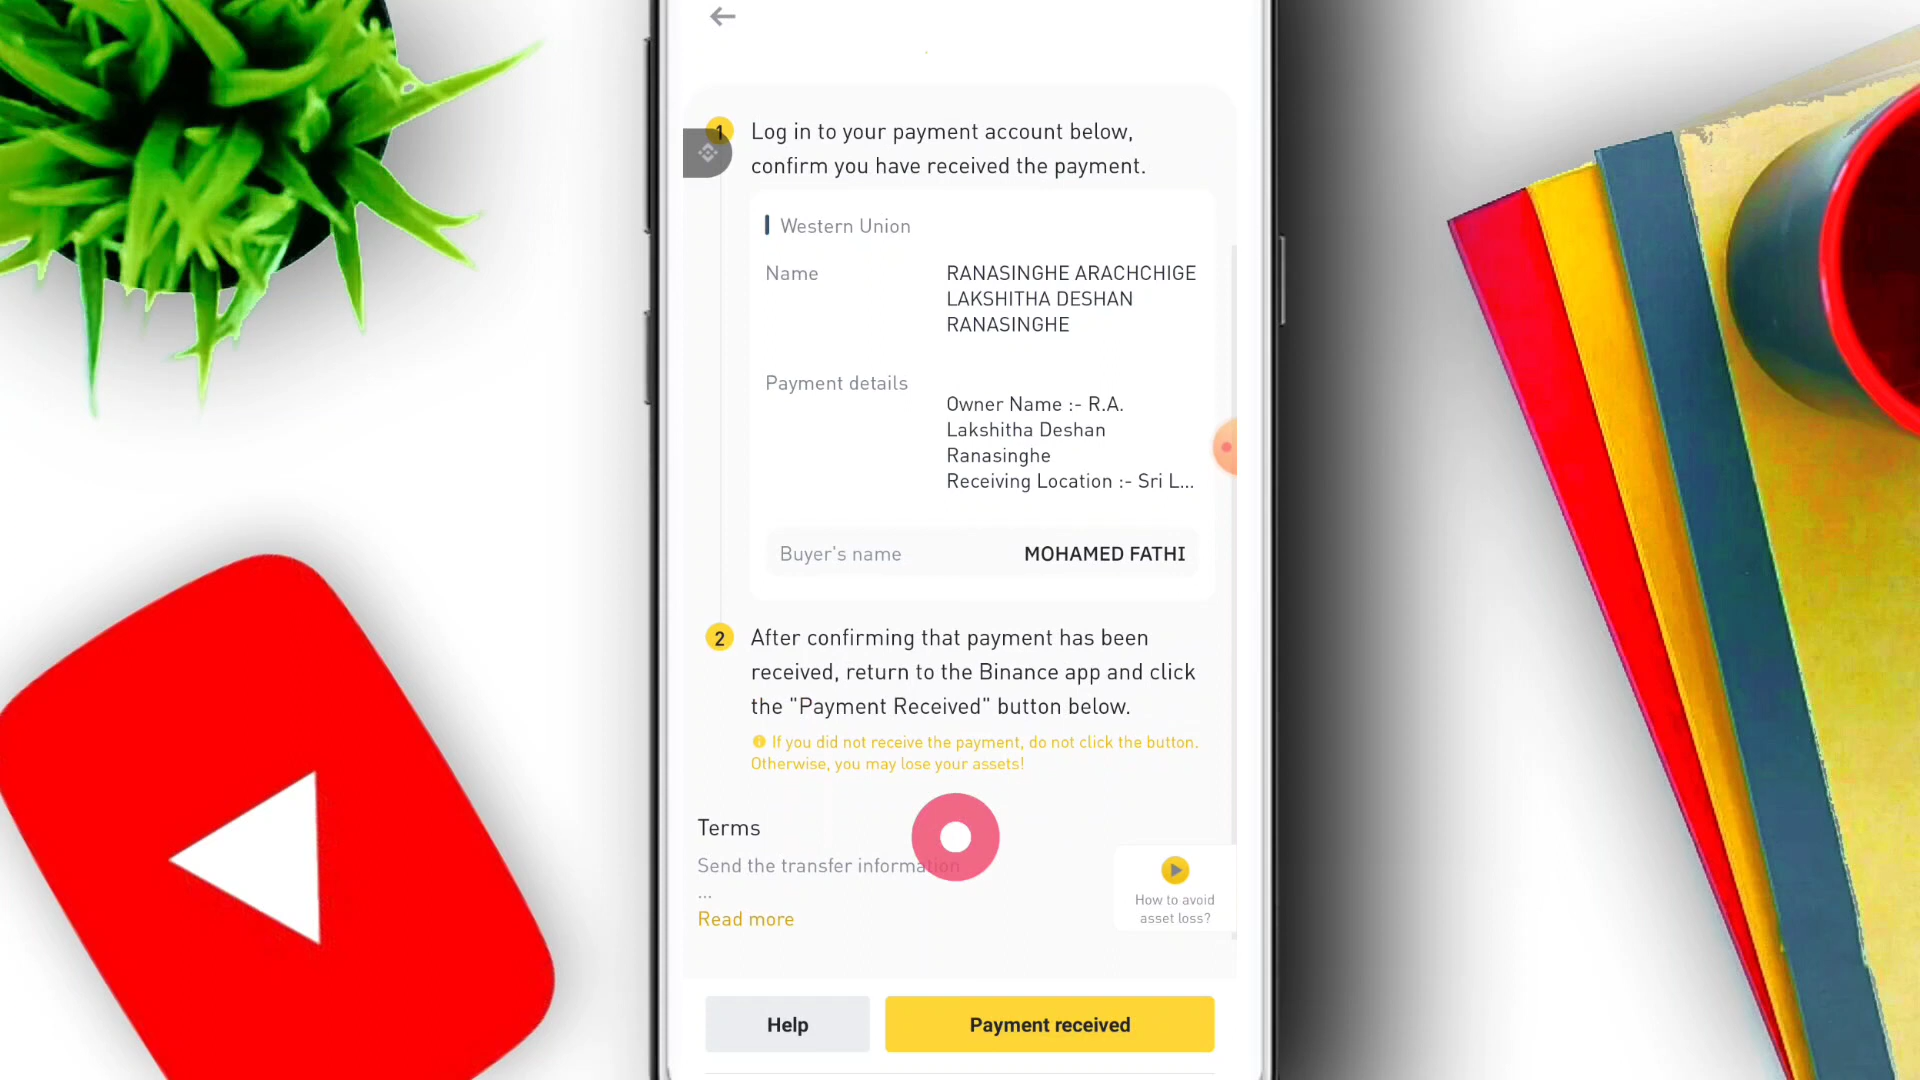 1 Log in to your payment account below,
confirm you have received the payment.
Western Union
Name RANASINGHE ARACHCHIGE
LAKSHITHA DESHAN
RANASINGHE
Payment details
Owner Name :- R.A.
Lakshitha Deshan
Ranasinghe
Receiving Location :- Sri L...
Buyer's name MOHAMED FATHI
2 After confirming that payment has been
received, return to the Binance app and click
the "Payment Received" button below.
If you did not receive the payment, do not click the button.
Otherwise, you may lose your assets!
Terms
Send the transfer information
...
Read more
How to avoid
asset loss?
Help Payment received